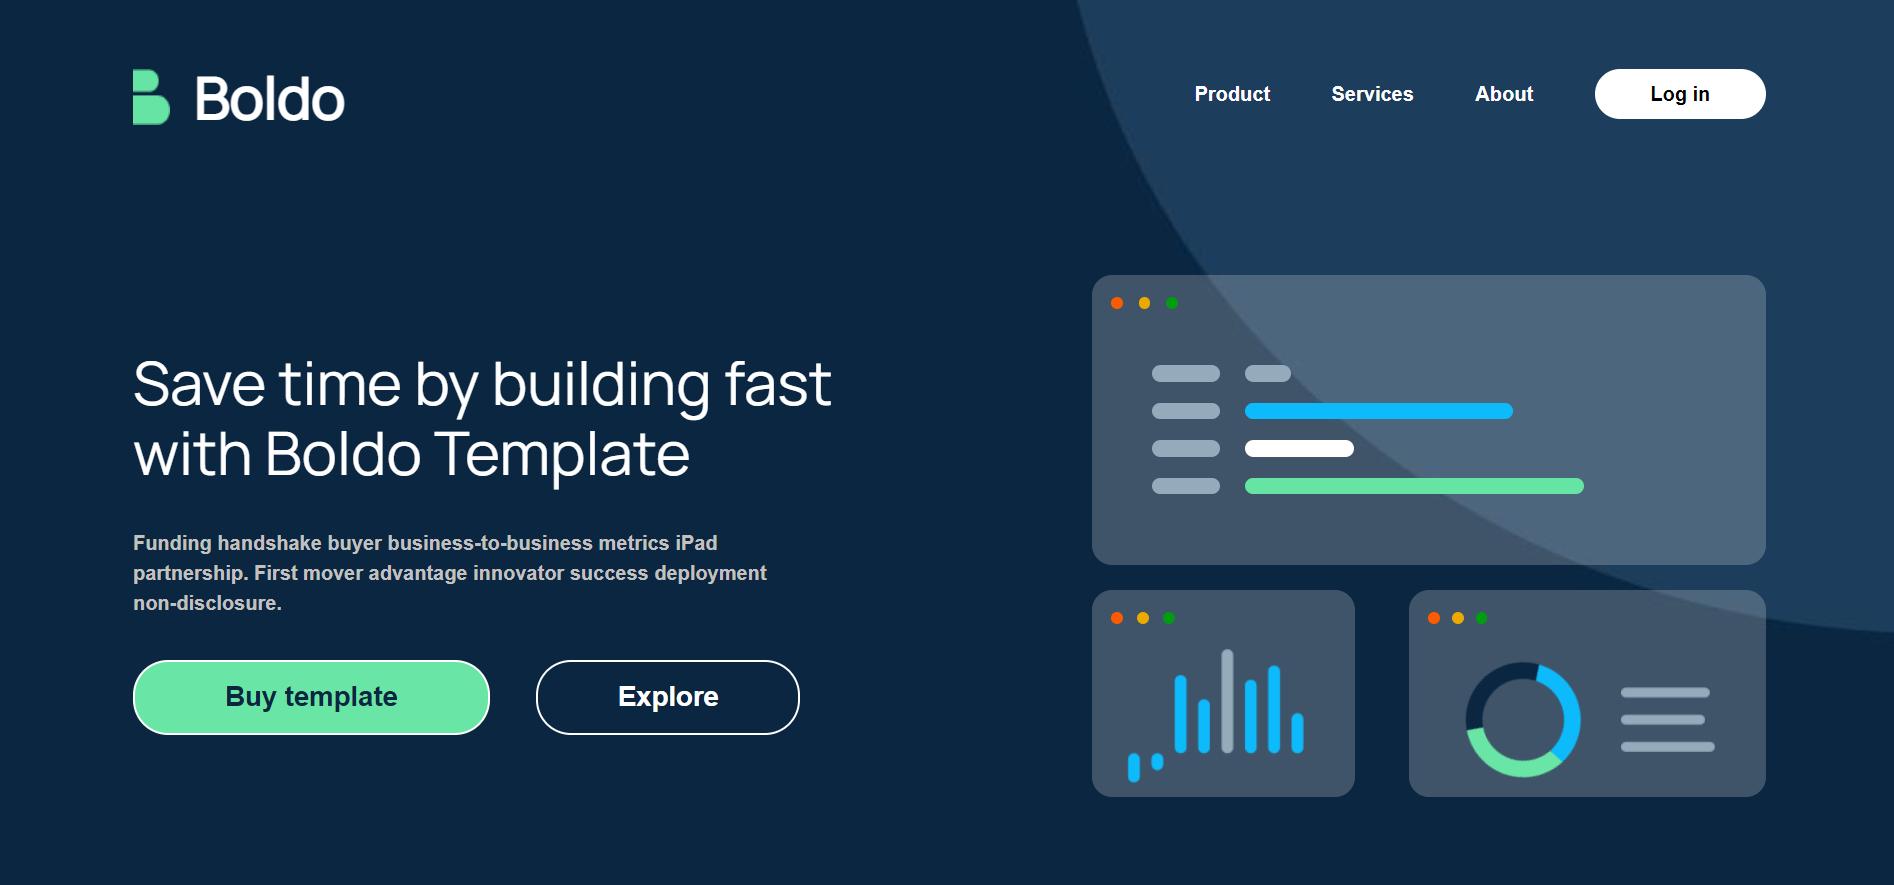 Boldo
Product
Services
About
Log in
Save time by building fast
with Boldo Template
Funding handshake buyer business-to-business metrics iPad
partnership. First mover advantage innovator success deployment
non-disclosure.
Buy template
Explore